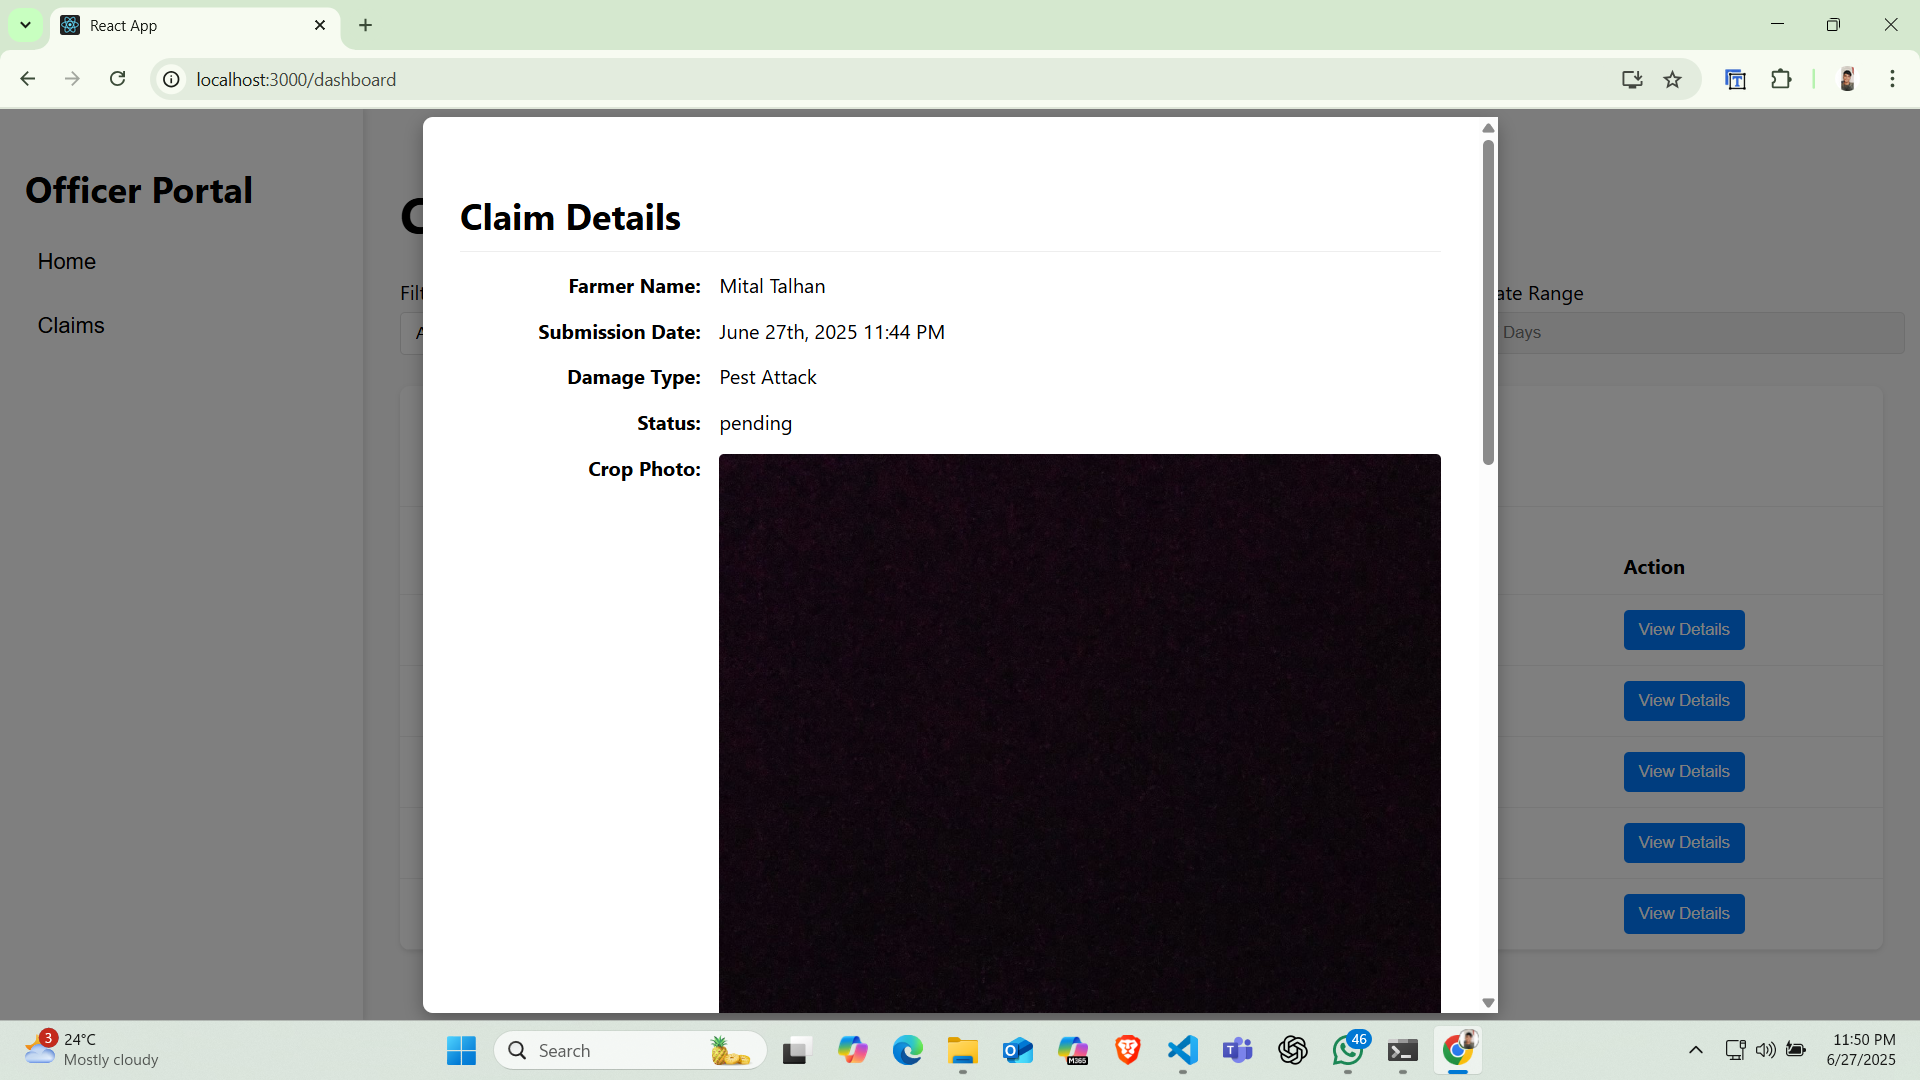 React App
localhost:3000/dashboard
Officer Portal
Home
Claims
Claim Details
Farmer Name: Mital Talhan
Submission Date: June 27th, 2025 11:44 PM
Damage Type: Pest Attack
Status: pending
Crop Photo:
ate Range
Days
Action
View Details
View Details
View Details
View Details
View Details
3
24°C
Mostly cloudy
Search
M365
46
11:50 PM
6/27/2025